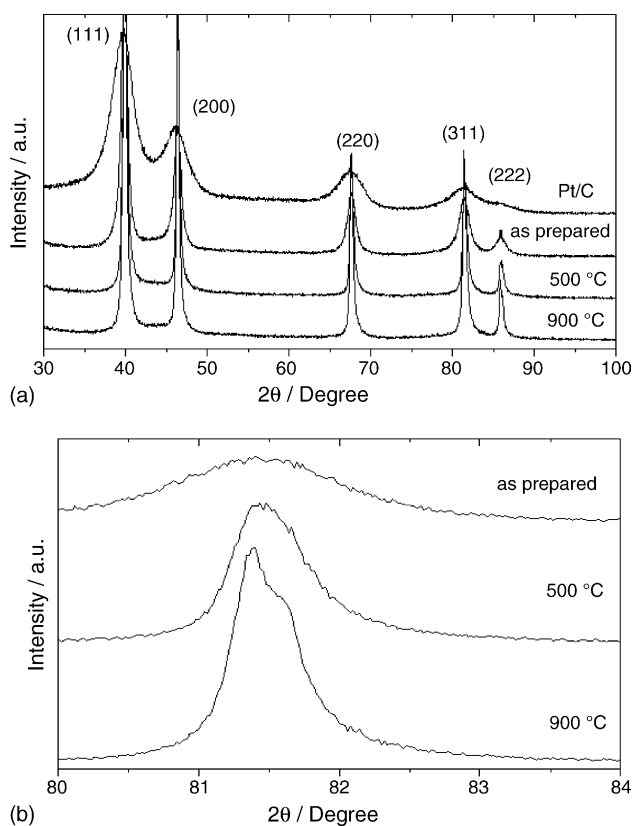 (111)
(200)
(220)
(311)
(222)
Pt/C
as prepared
500 °C
900 °C
Intensity / a.u.
30 40 50 60 70 80 90 100
2θ / Degree
(a)
as prepared
500 °C
900 °C
Intensity / a.u.
80 81 82 83 84
2θ / Degree
(b)